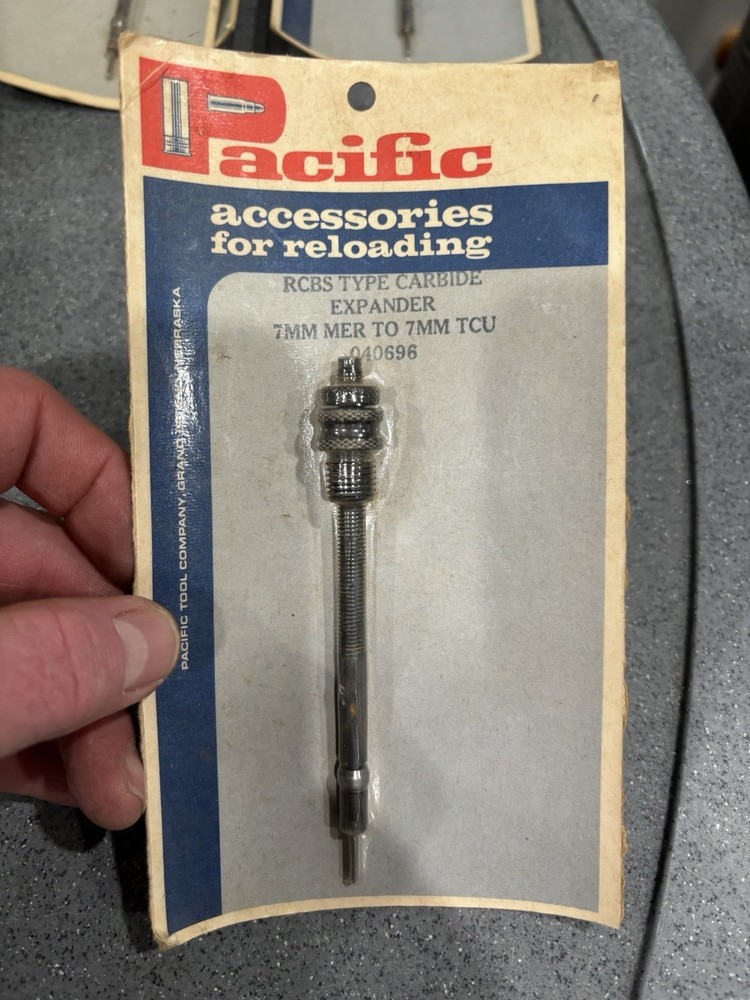 Pacific
accessories
for reloading
RCBS TYPE CARBIDE
EXPANDER
7MM MER TO 7MM TCU
040696
PACIFIC TOOL COMPANY, GRAND ISLAND, NEBRASKA